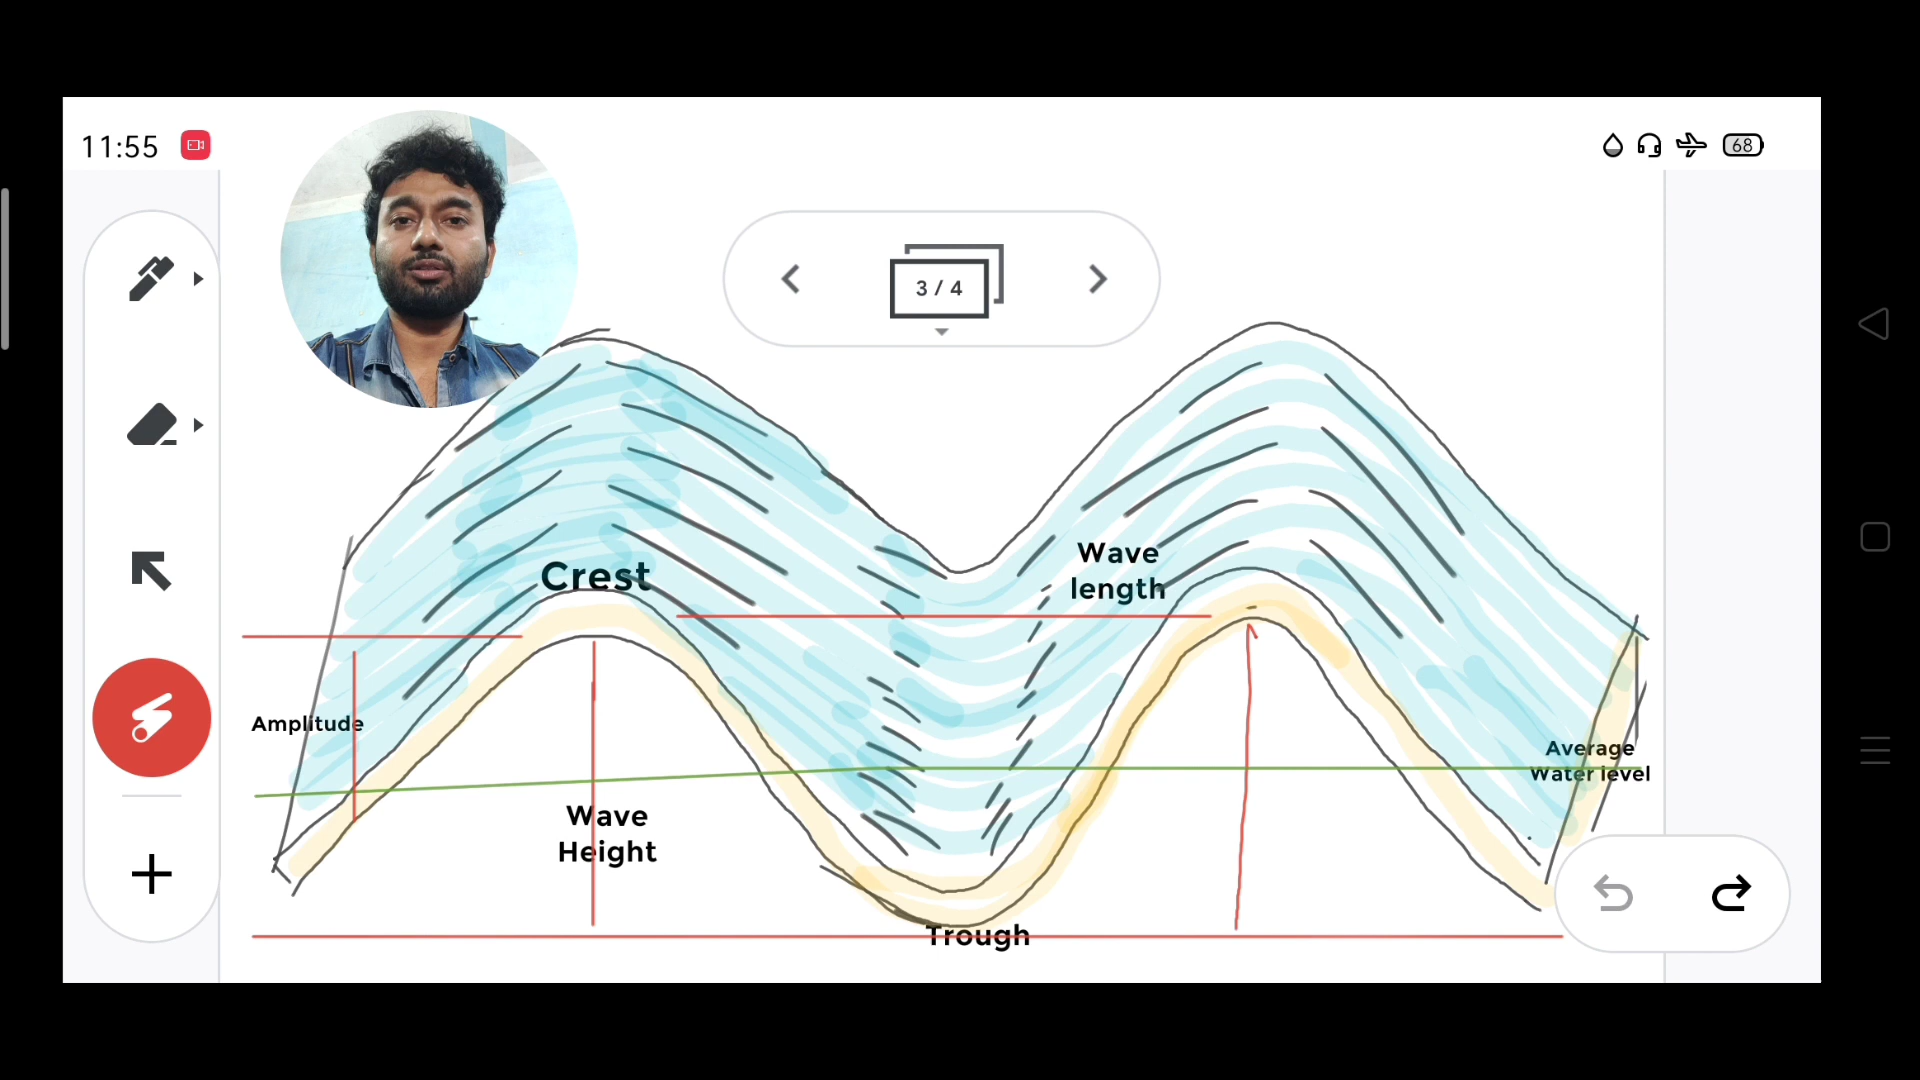 11:55
68
3 / 4
Wave
length
Crest
Amplitude
Average
Water level
Wave
Height
Trough